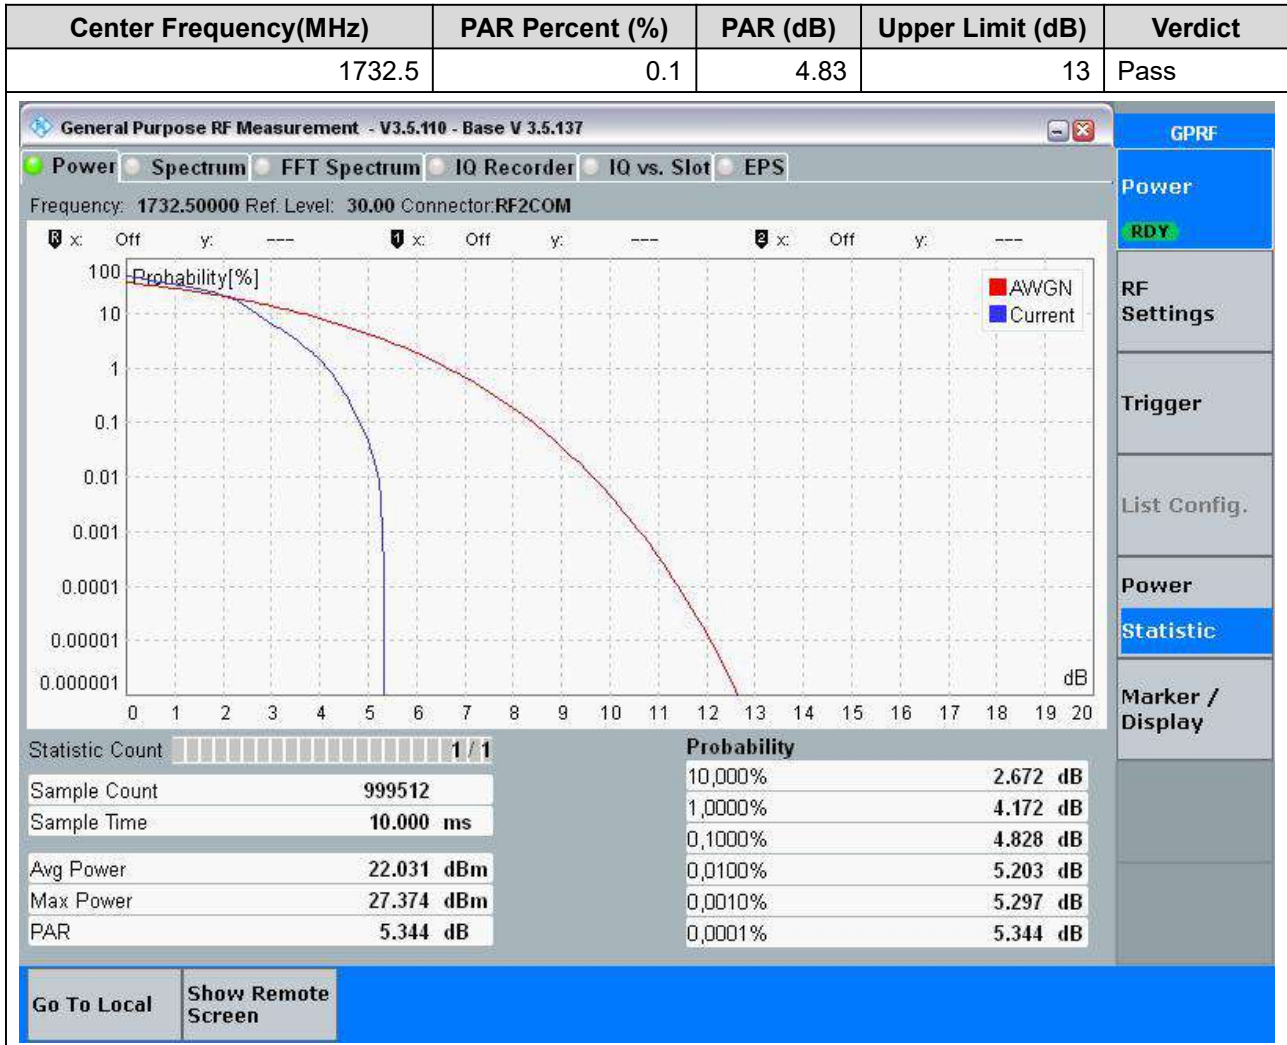 Center Frequency(MHz) PAR Percent (%) PAR (dB) Upper Limit (dB) Verdict
1732.5 0.1 4.83 13 Pass
General Purpose RF Measurement - V3.5.110 - Base V 3.5.137
GPRF
Power Spectrum FFT Spectrum IQ Recorder IQ vs. Slot EPS
Power
RDY
Frequency: 1732.50000 Ref. Level: 30.00 Connector:RF2COM
R x: Off y: --- 1 x: Off y: --- 2 x: Off y: ---
Probability[%]
AWGN
Current
100
10
1
0.1
0.01
0.001
0.0001
0.00001
0.000001
dB
0 1 2 3 4 5 6 7 8 9 10 11 12 13 14 15 16 17 18 19 20
RF
Settings
Trigger
List Config.
Power
Statistic
Marker /
Display
Statistic Count 1 / 1
Sample Count 999512
Sample Time 10.000 ms
Avg Power 22.031 dBm
Max Power 27.374 dBm
PAR 5.344 dB
Probability
10,000% 2.672 dB
1,0000% 4.172 dB
0,1000% 4.828 dB
0,0100% 5.203 dB
0,0010% 5.297 dB
0,0001% 5.344 dB
Go To Local
Show Remote
Screen